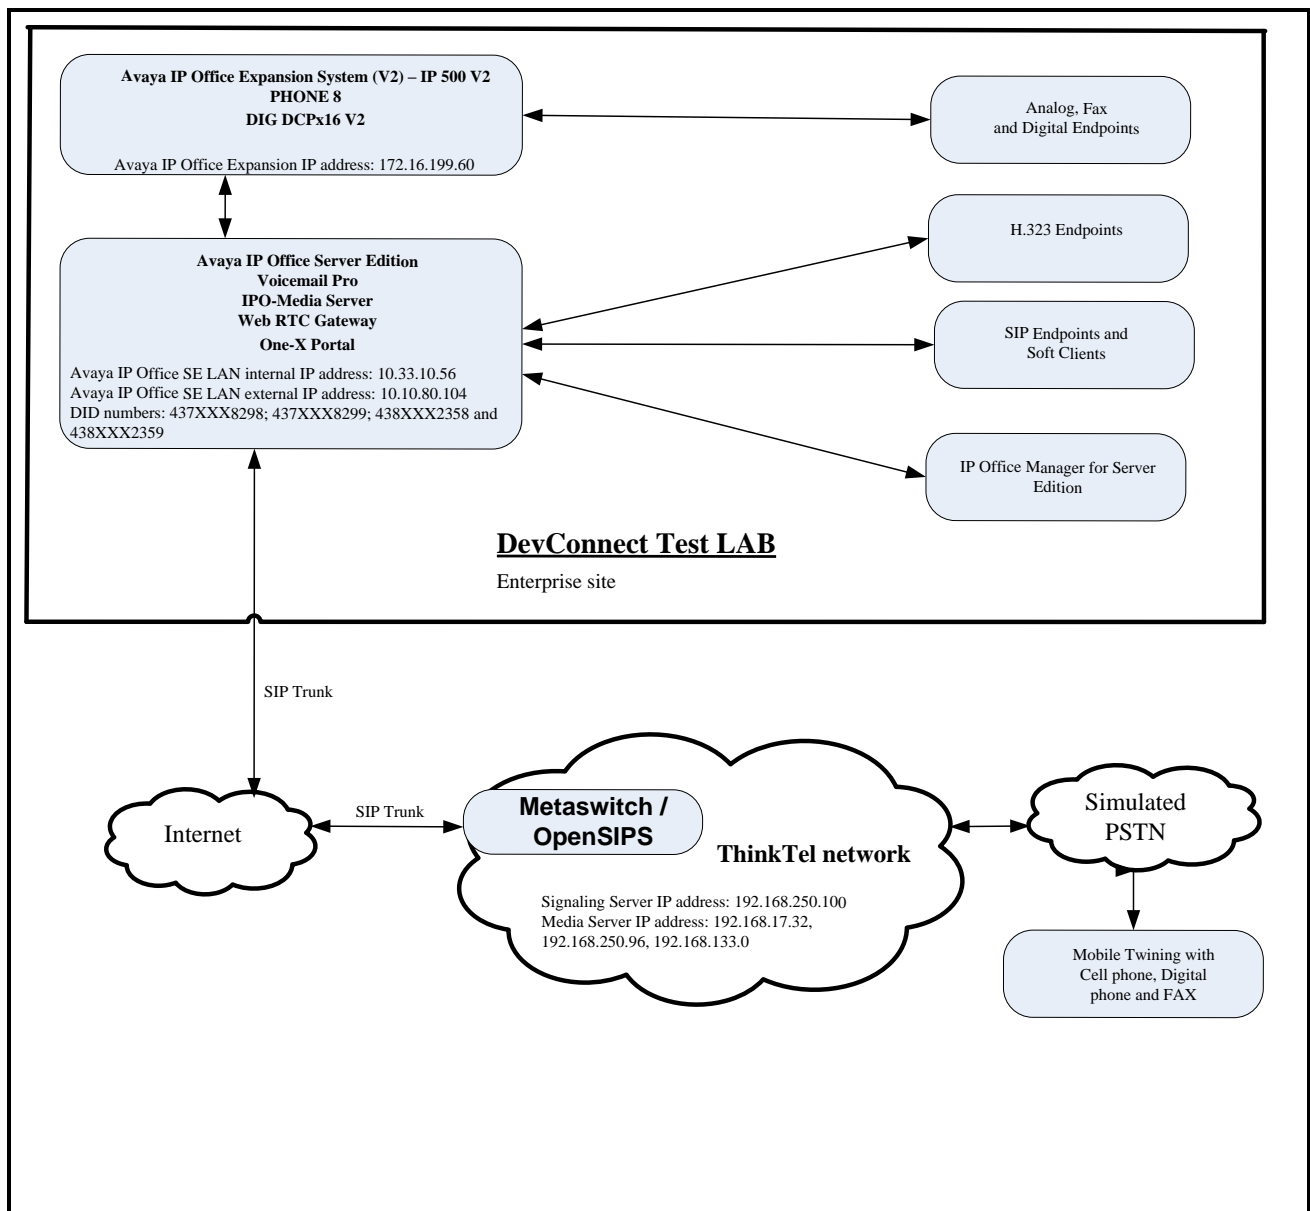 Avaya IP Office Expansion System (V2) – IP 500 V2
PHONE 8
DIG DCPx16 V2
Avaya IP Office Expansion IP address: 172.16.199.60
Analog, Fax
and Digital Endpoints
H.323 Endpoints
Avaya IP Office Server Edition
Voicemail Pro
IPO-Media Server
Web RTC Gateway
One-X Portal
Avaya IP Office SE LAN internal IP address: 10.33.10.56
Avaya IP Office SE LAN external IP address: 10.10.80.104
DID numbers: 437XXX8298; 437XXX8299; 438XXX2358 and
438XXX2359
SIP Endpoints and
Soft Clients
IP Office Manager for Server
Edition
DevConnect Test LAB
Enterprise site
SIP Trunk
Internet
SIP Trunk
Metaswitch /
OpenSIPS
ThinkTel network
Signaling Server IP address: 192.168.250.100
Media Server IP address: 192.168.17.32,
192.168.250.96, 192.168.133.0
Simulated
PSTN
Mobile Twining with
Cell phone, Digital
phone and FAX